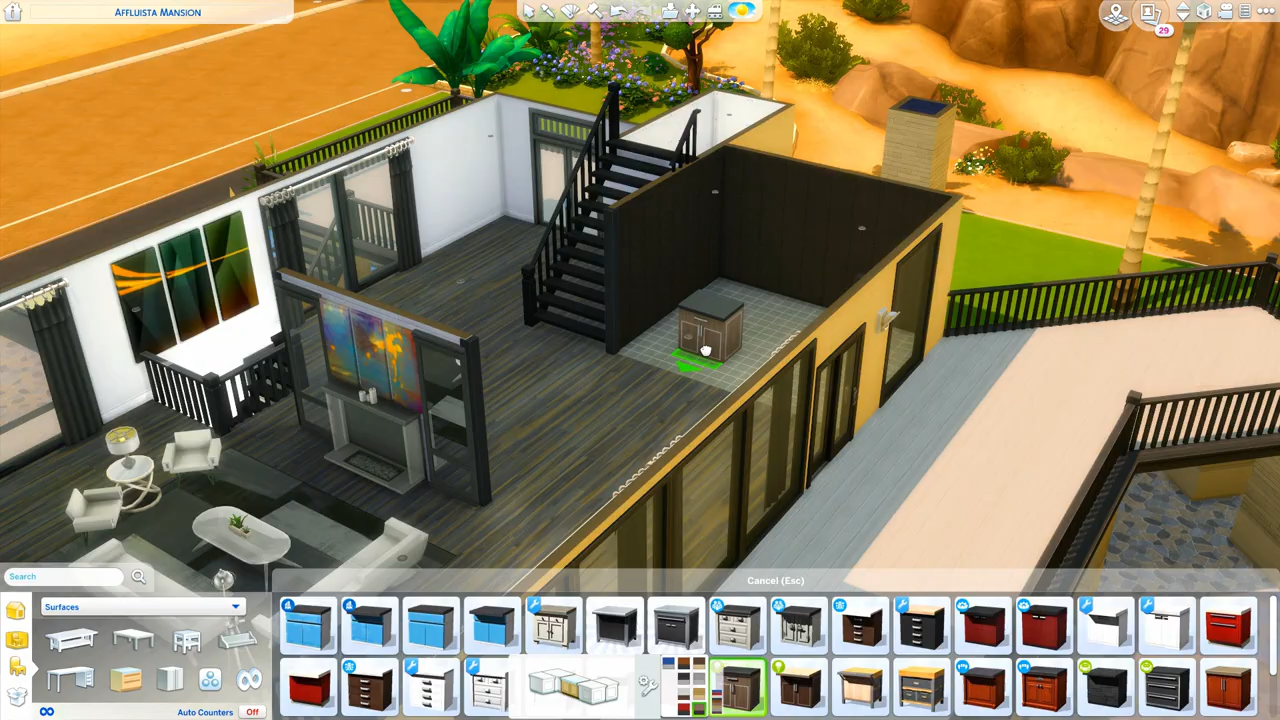 AFFLUISTA MANSION
29
Cancel (Esc)
Search
Surfaces
Auto Counters
Off